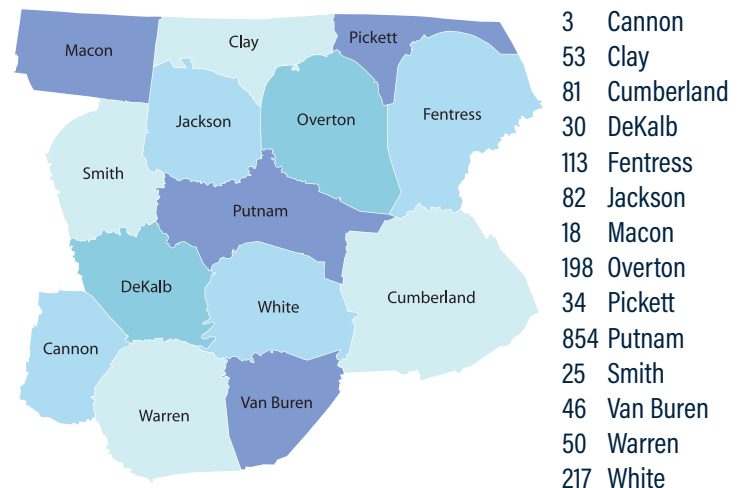 Macon
Clay
Pickett
Jackson
Overton
Fentress
Smith
Putnam
DeKalb
White
Cumberland
Cannon
Warren
Van Buren
3 Cannon
53 Clay
81 Cumberland
30 DeKalb
113 Fentress
82 Jackson
18 Macon
198 Overton
34 Pickett
854 Putnam
25 Smith
46 Van Buren
50 Warren
217 White